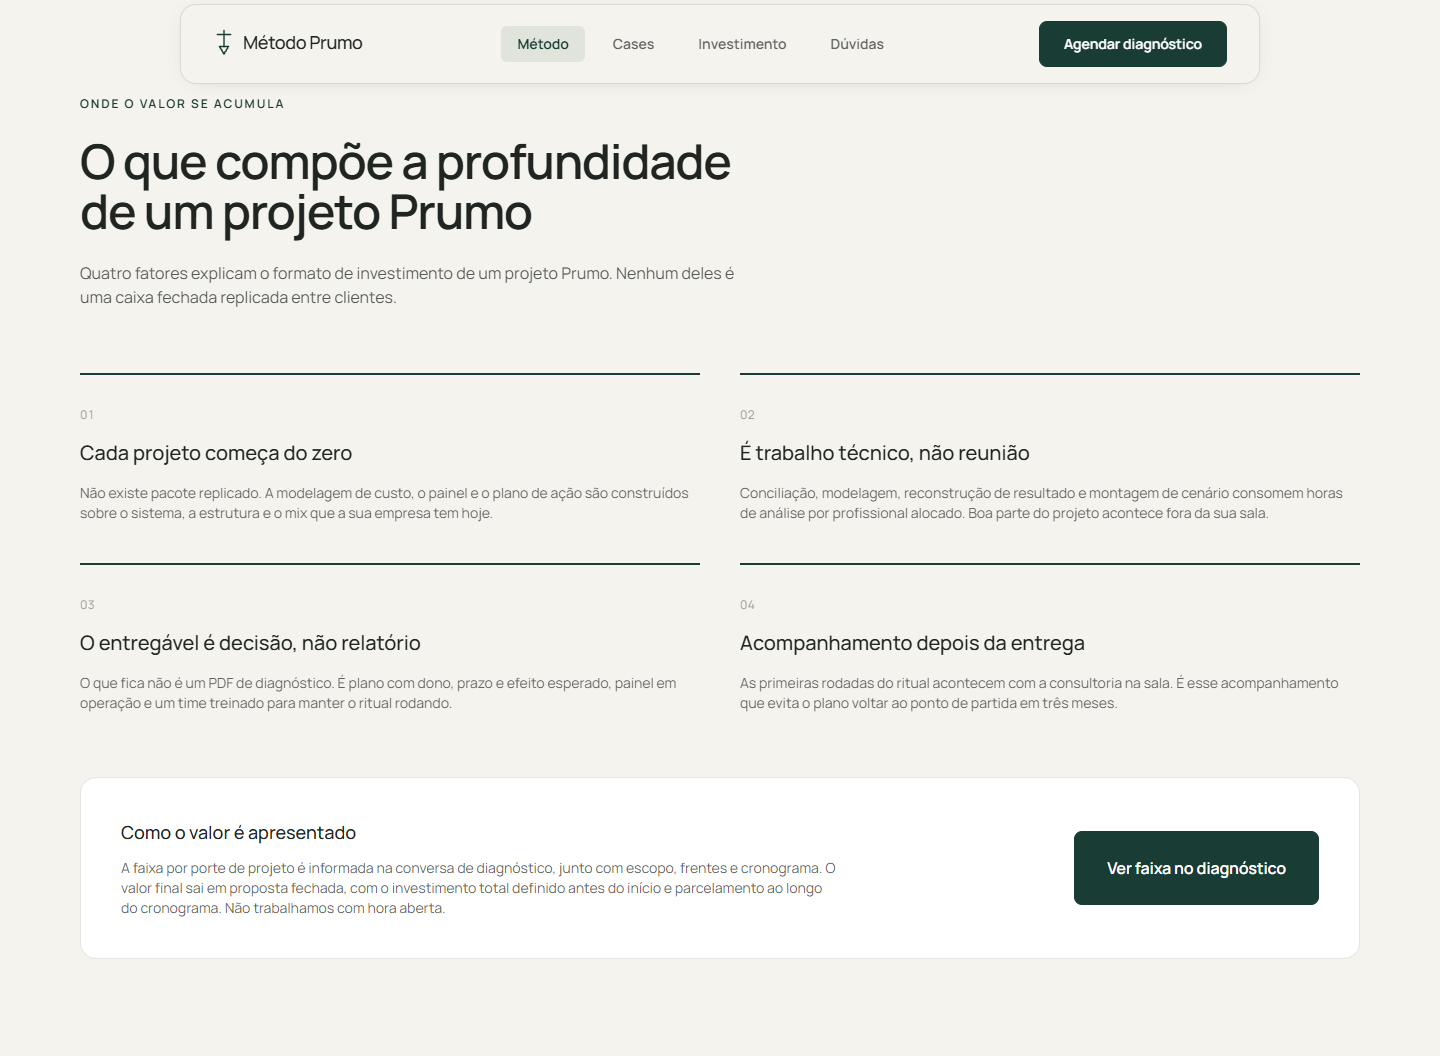 Método Prumo
Método
Cases
Investimento
Dúvidas
Agendar diagnóstico
ONDE O VALOR SE ACUMULA
O que compõe a profundidade
de um projeto Prumo
Quatro fatores explicam o formato de investimento de um projeto Prumo. Nenhum deles é
uma caixa fechada replicada entre clientes.
01
Cada projeto começa do zero
Não existe pacote replicado. A modelagem de custo, o painel e o plano de ação são construídos
sobre o sistema, a estrutura e o mix que a sua empresa tem hoje.
02
É trabalho técnico, não reunião
Conciliação, modelagem, reconstrução de resultado e montagem de cenário consomem horas
de análise por profissional alocado. Boa parte do projeto acontece fora da sua sala.
03
O entregável é decisão, não relatório
O que fica não é um PDF de diagnóstico. É plano com dono, prazo e efeito esperado, painel em
operação e um time treinado para manter o ritual rodando.
04
Acompanhamento depois da entrega
As primeiras rodadas do ritual acontecem com a consultoria na sala. É esse acompanhamento
que evita o plano voltar ao ponto de partida em três meses.
Como o valor é apresentado
A faixa por porte de projeto é informada na conversa de diagnóstico, junto com escopo, frentes e cronograma. O
valor final sai em proposta fechada, com o investimento total definido antes do início e parcelamento ao longo
do cronograma. Não trabalhamos com hora aberta.
Ver faixa no diagnóstico